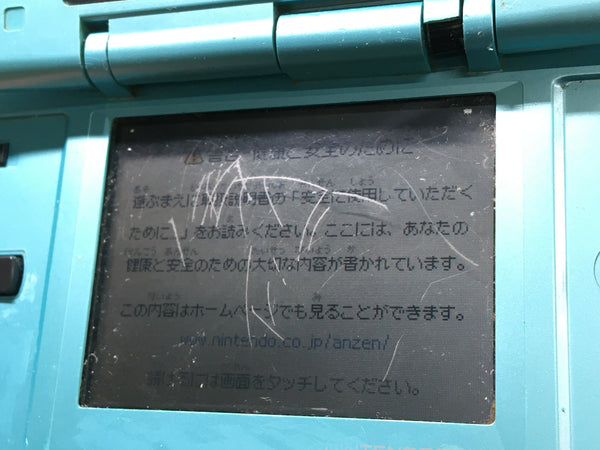 警告 健康と安全のために
遊ぶまえに取扱説明書の「安全に使用していただく
ために...」をお読みください。ここには、あなたの
健康と安全のための大切な内容が書かれています。
この内容はホームページでも見ることができます。
www.nintendo.co.jp/anzen/
続けるには画面をタッチしてください。